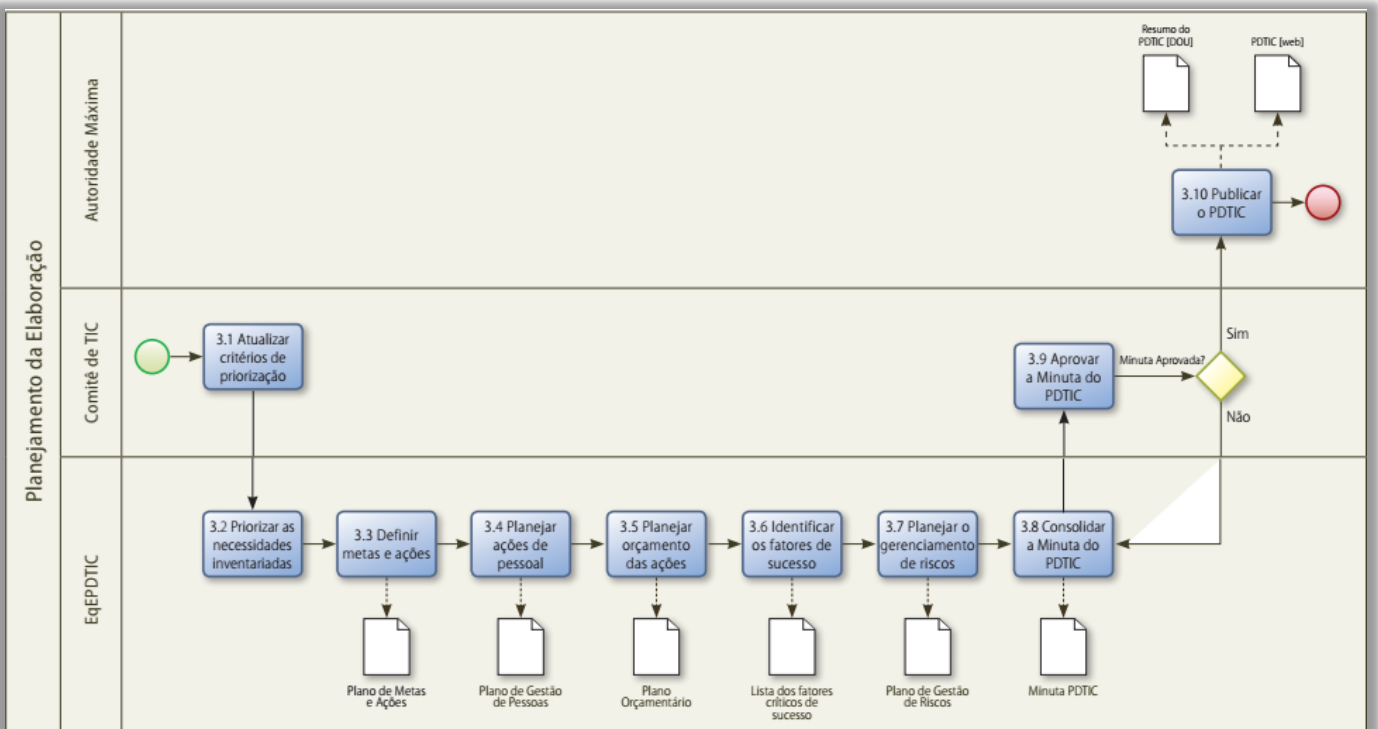 Planejamento da Elaboração
Autoridade Máxima
Resumo do
PDTIC [DOU]
PDTIC [web]
3.10 Publicar
o PDTIC
Comitê de TIC
3.1 Atualizar
critérios de
priorização
3.9 Aprovar
a Minuta do
PDTIC
Minuta Aprovada?
Sim
Não
EqEPDTIC
3.2 Priorizar as
necessidades
inventariadas
3.3 Definir
metas e ações
3.4 Planejar
ações de
pessoal
3.5 Planejar
orçamento
das ações
3.6 Identificar
os fatores de
sucesso
3.7 Planejar o
gerenciamento
de riscos
3.8 Consolidar
a Minuta do
PDTIC
Plano de Metas
e Ações
Plano de Gestão
de Pessoas
Plano
Orçamentário
Lista dos fatores
críticos de
sucesso
Plano de Gestão
de Riscos
Minuta PDTIC